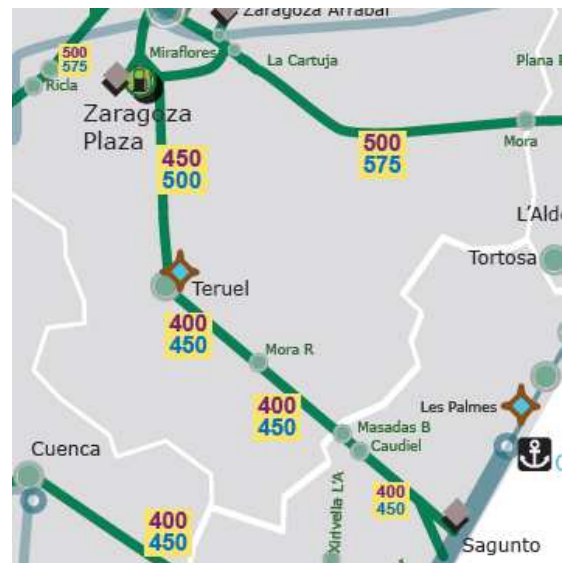 Zaragoza Arrabal
Miraflores
500
575
Ricla
La Cartuja
Plana
Zaragoza
Plaza
Mora
450
500
500
575
L'Alde
Tortosa
Teruel
400
450
Mora R
400
450
Les Palmes
Masadas B
Caudiel
Cuenca
400
450
400
450
Xirivella L'A
Sagunto